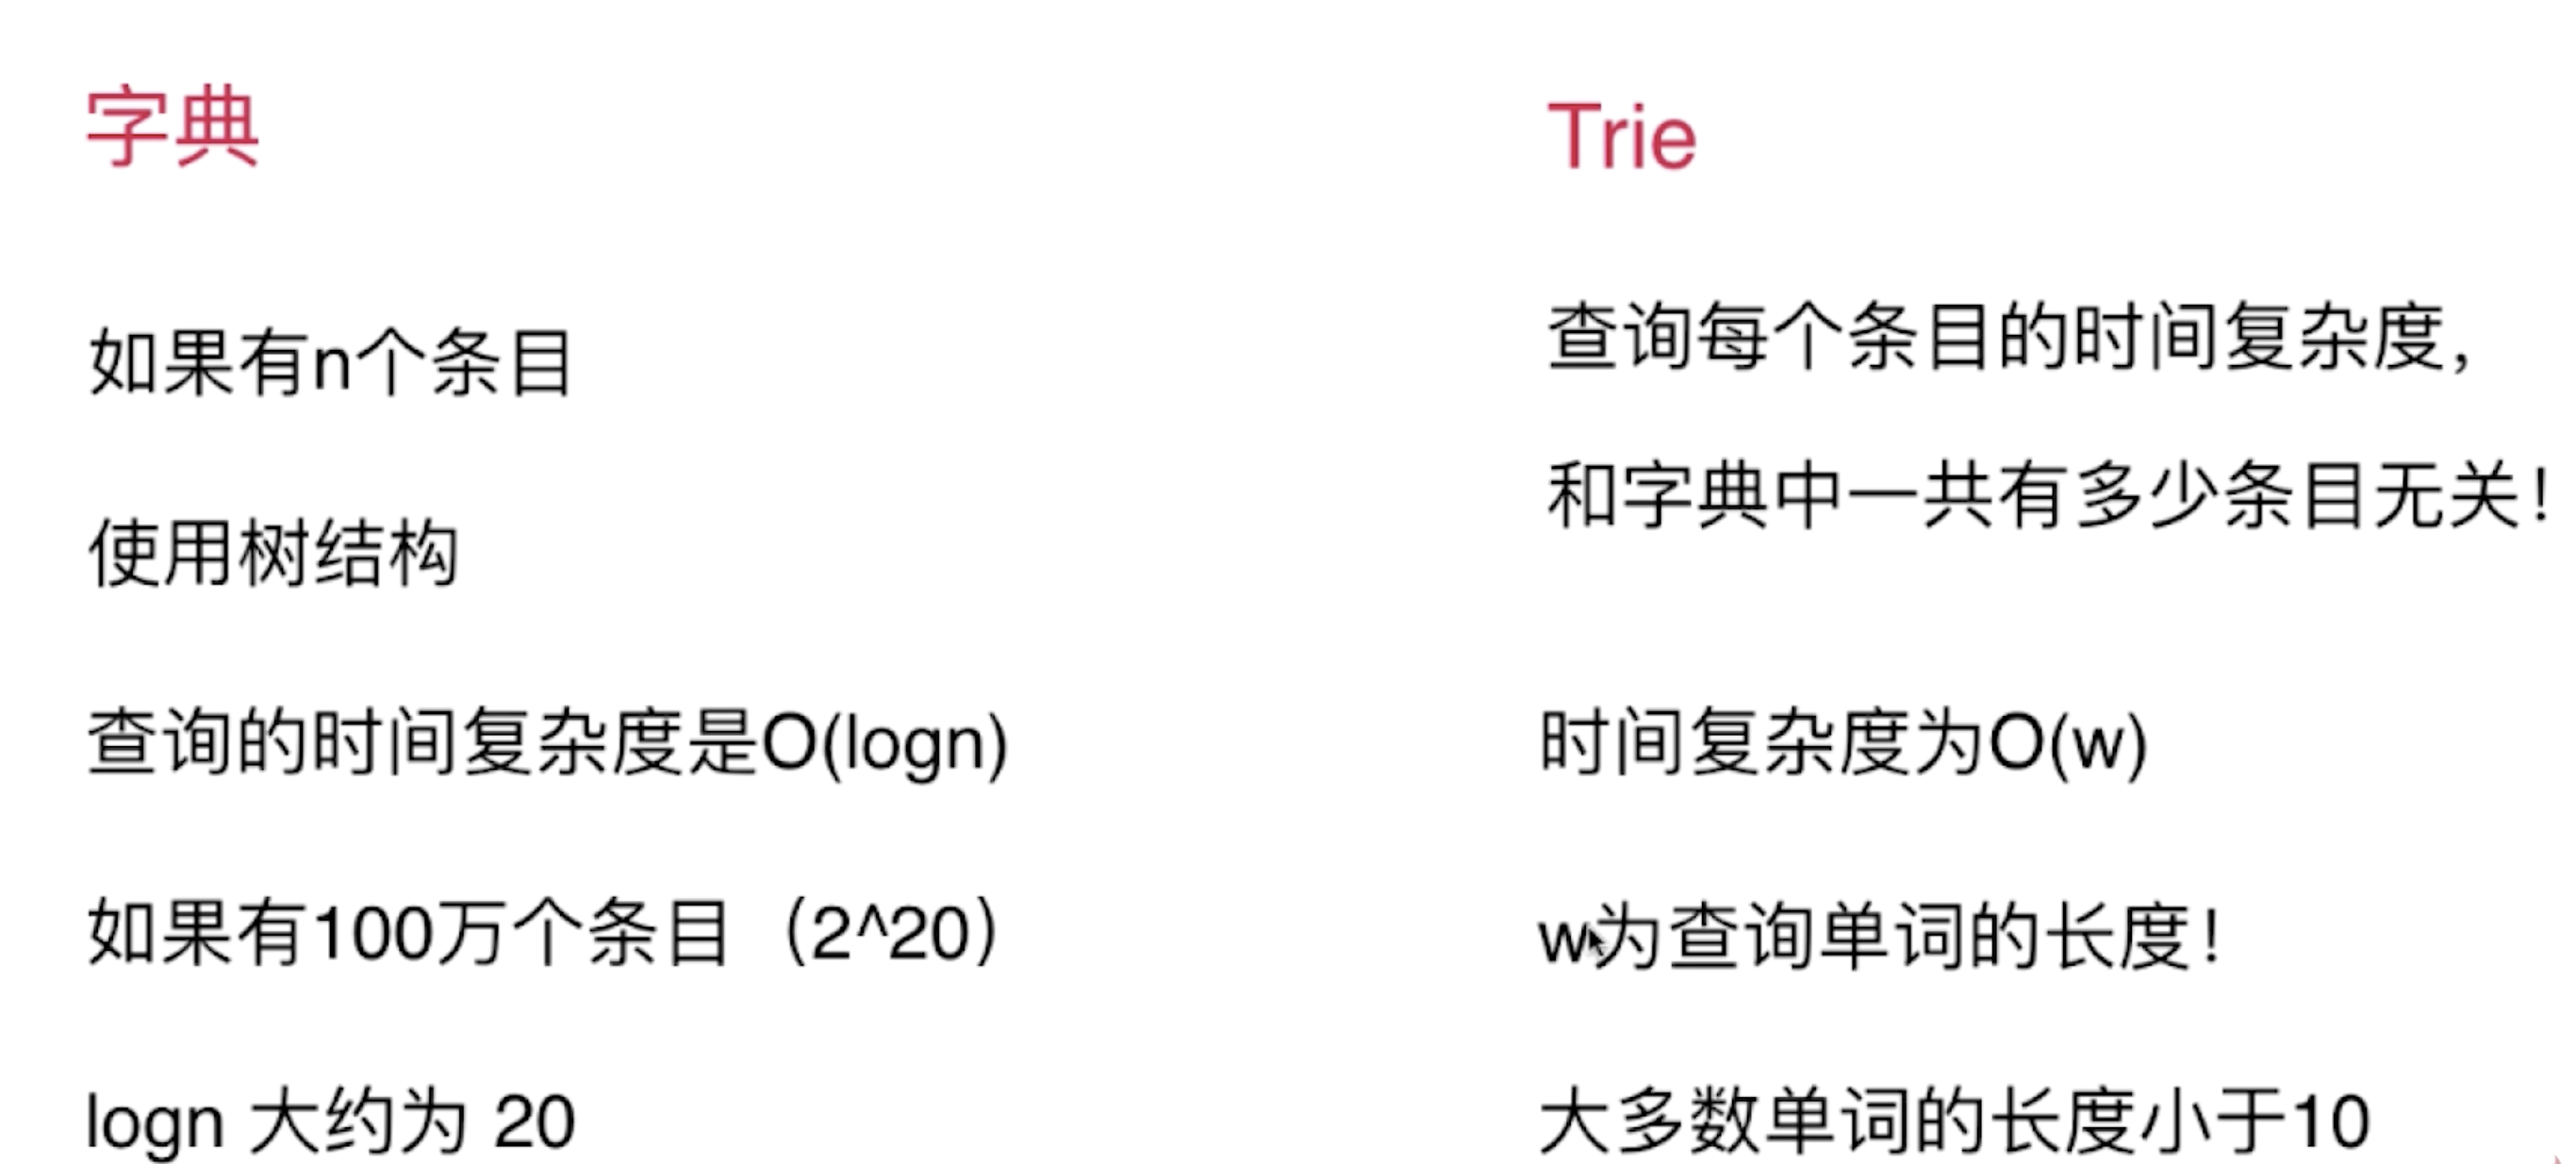 字典
如果有n个条目
使用树结构
查询的时间复杂度是O(logn)
如果有100万个条目（2^20）
logn 大约为 20
Trie
查询每个条目的时间复杂度，
和字典中一共有多少条目无关！
时间复杂度为O(w)
w为查询单词的长度！
大多数单词的长度小于10